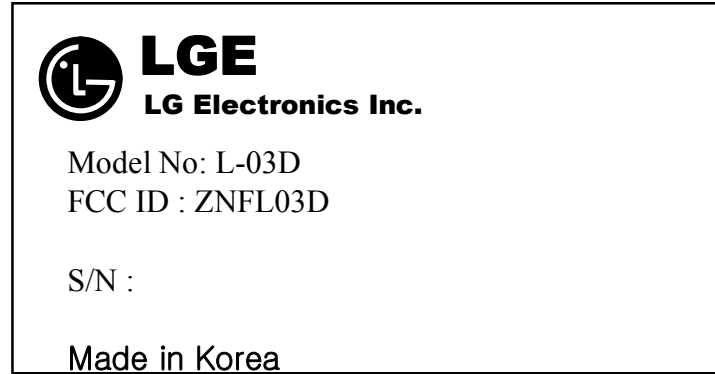 LGE
LG Electronics Inc.
Model No: L-03D
FCC ID : ZNFL03D
S/N :
Made in Korea